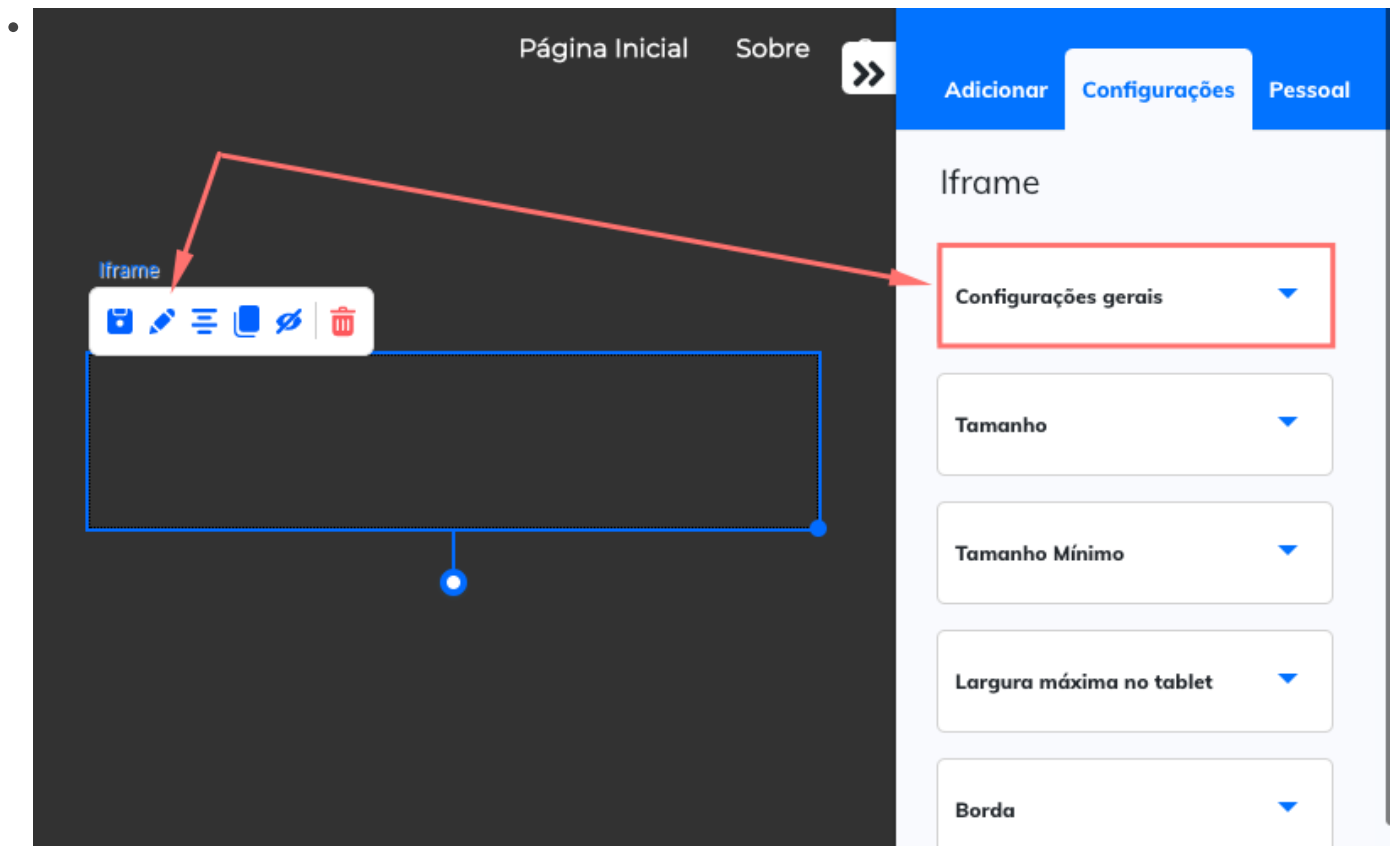 Página Inicial Sobre
Adicionar Configurações Pessoal
Iframe
Iframe
Configurações gerais
Tamanho
Tamanho Mínimo
Largura máxima no tablet
Borda